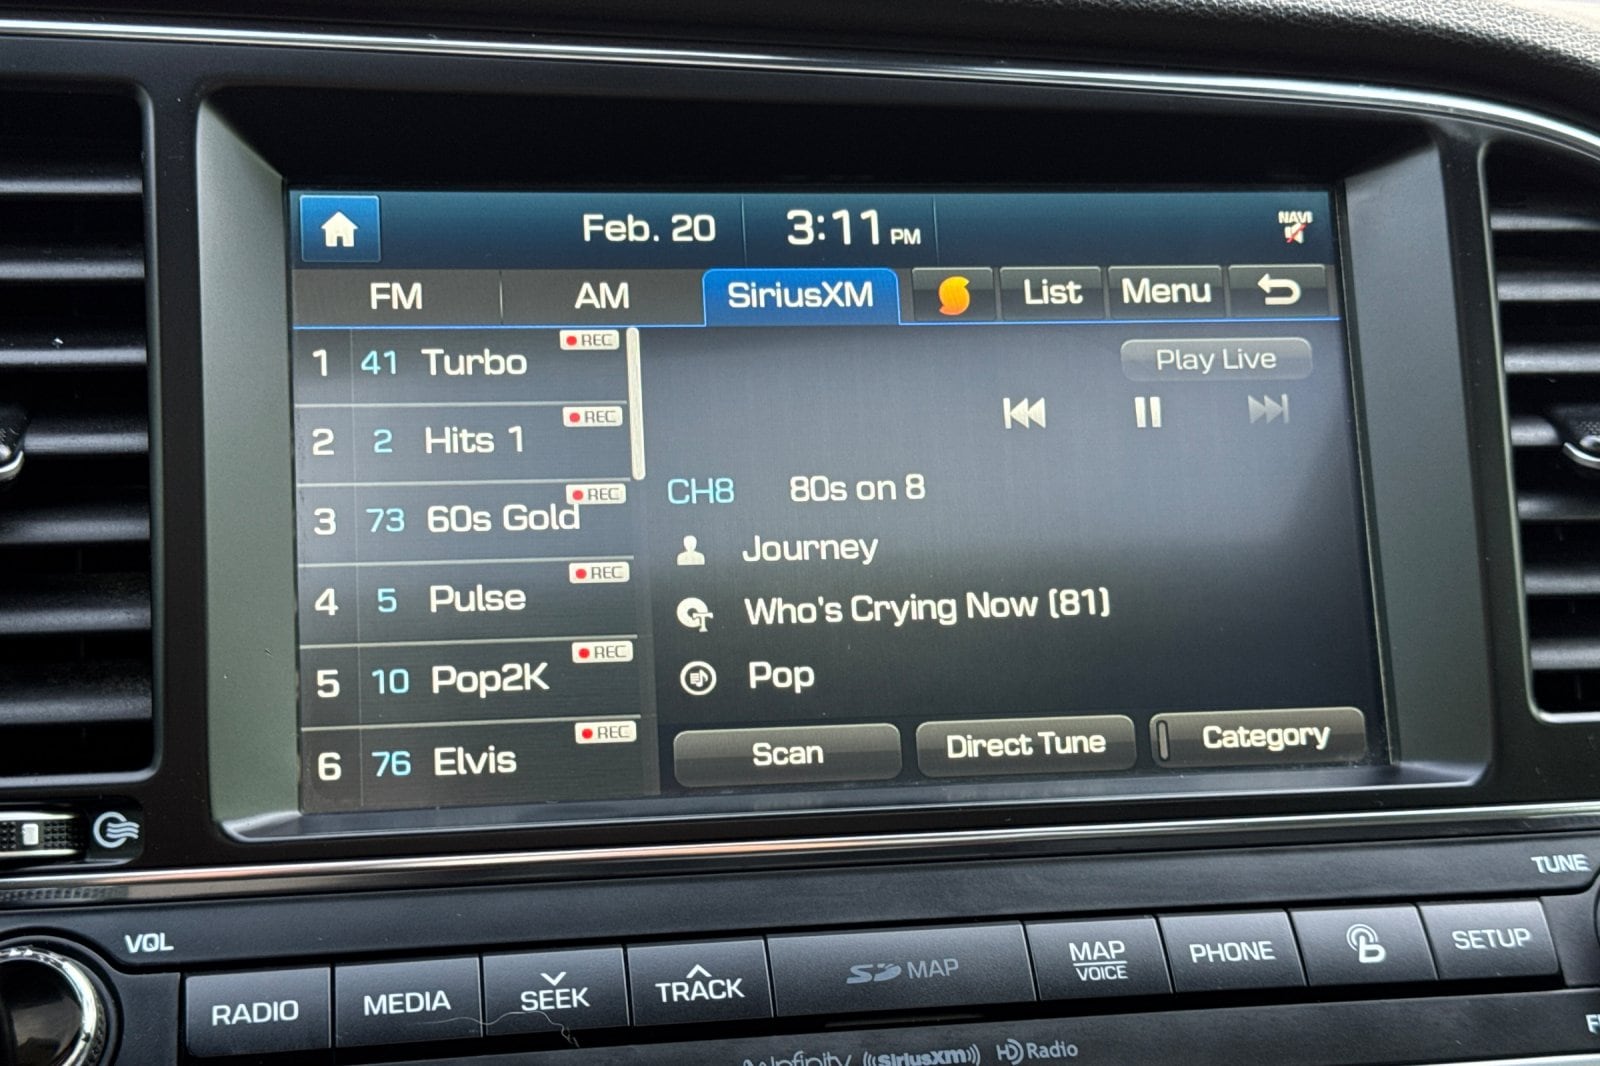 Feb. 20 3:11 PM NAVI
FM AM SiriusXM List Menu
1 41 Turbo REC
2 2 Hits 1 REC
3 73 60s Gold REC
4 5 Pulse REC
5 10 Pop2K REC
6 76 Elvis REC
Play Live
CH8 80s on 8
Journey
Who's Crying Now (81)
Pop
Scan Direct Tune Category
TUNE
VOL
RADIO MEDIA SEEK TRACK SD MAP MAP VOICE PHONE B SETUP
Infinity ((SiriusXm)) HD Radio